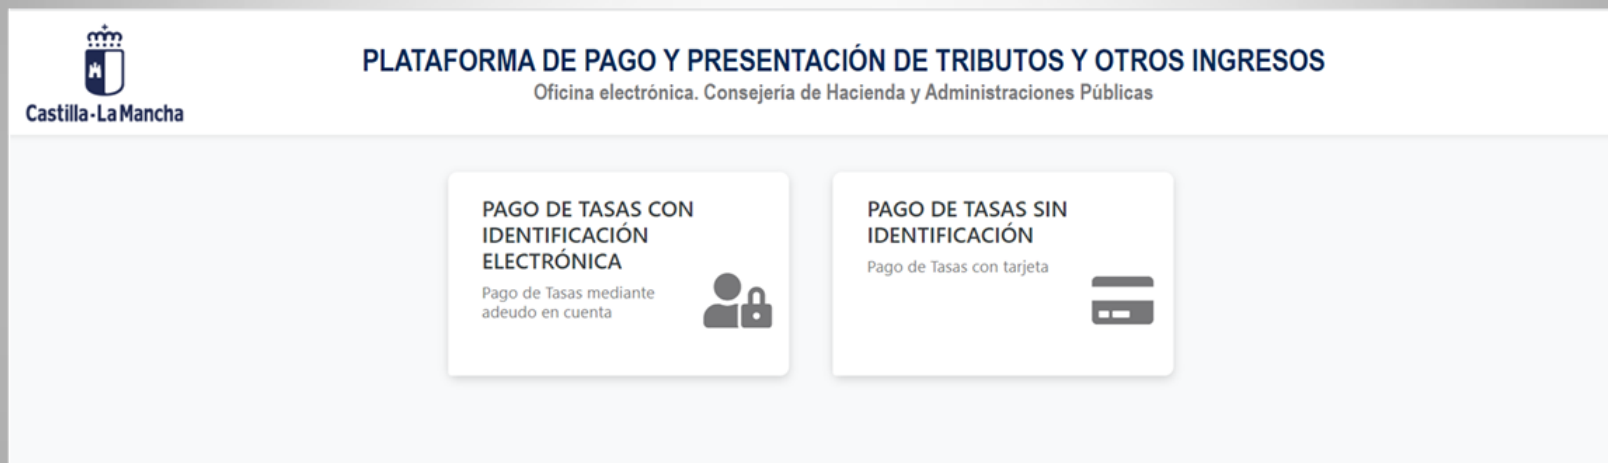 Castilla-La Mancha
PLATAFORMA DE PAGO Y PRESENTACIÓN DE TRIBUTOS Y OTROS INGRESOS
Oficina electrónica. Consejería de Hacienda y Administraciones Públicas
PAGO DE TASAS CON
IDENTIFICACIÓN
ELECTRÓNICA
Pago de Tasas mediante
adeudo en cuenta
PAGO DE TASAS SIN
IDENTIFICACIÓN
Pago de Tasas con tarjeta